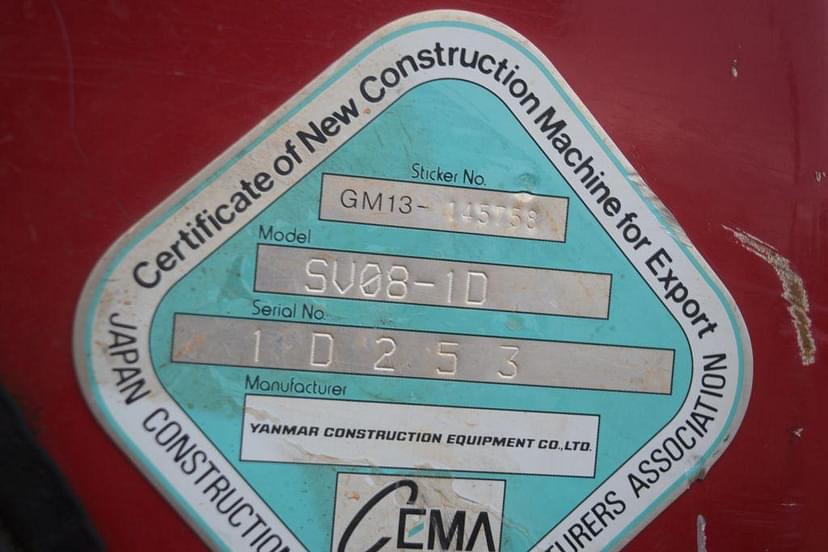 Certificate of New Construction Machine for Export
Sticker No.
GM13- 145758
Model
SV08-1D
Serial No.
1D253
Manufacturer
YANMAR CONSTRUCTION EQUIPMENT CO.,LTD.
CEMA
JAPAN CONSTRUCTION
ASSOCIATION